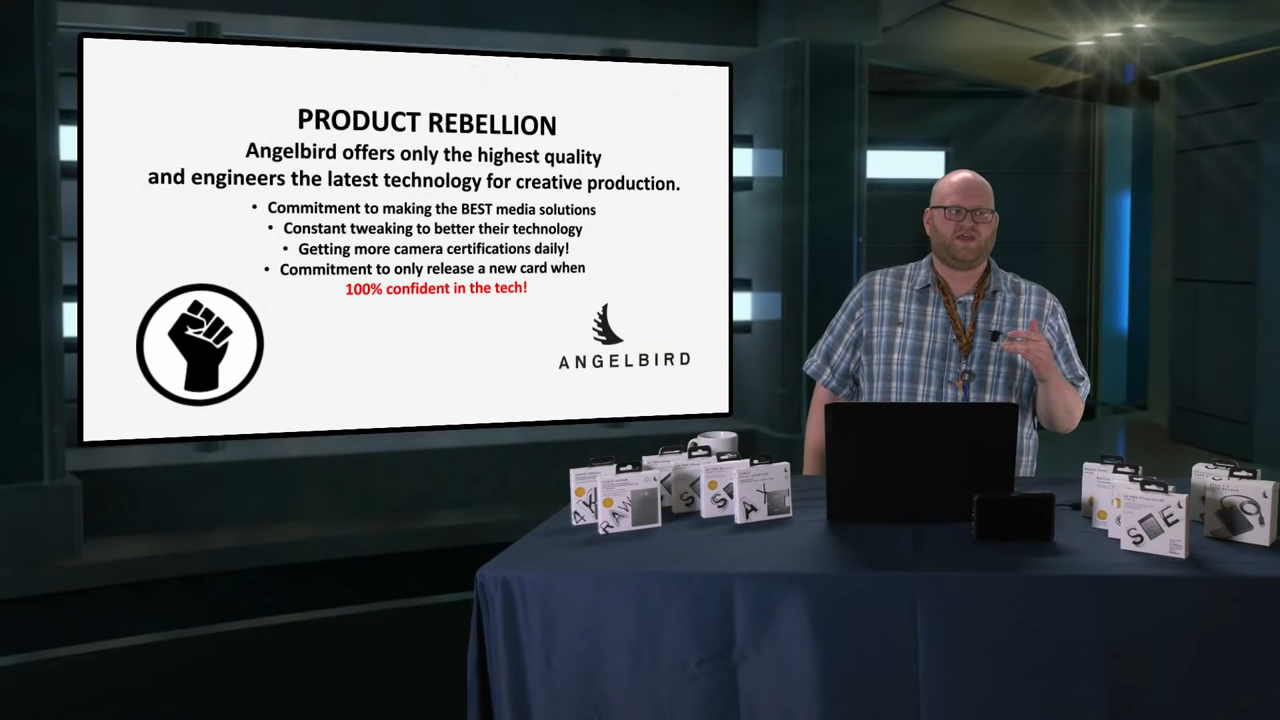 PRODUCT REBELLION
Angelbird offers only the highest quality
and engineers the latest technology for creative production.
• Commitment to making the BEST media solutions
• Constant tweaking to better their technology
• Getting more camera certifications daily!
• Commitment to only release a new card when
100% confident in the tech!
ANGELBIRD
RAW
A X
S E